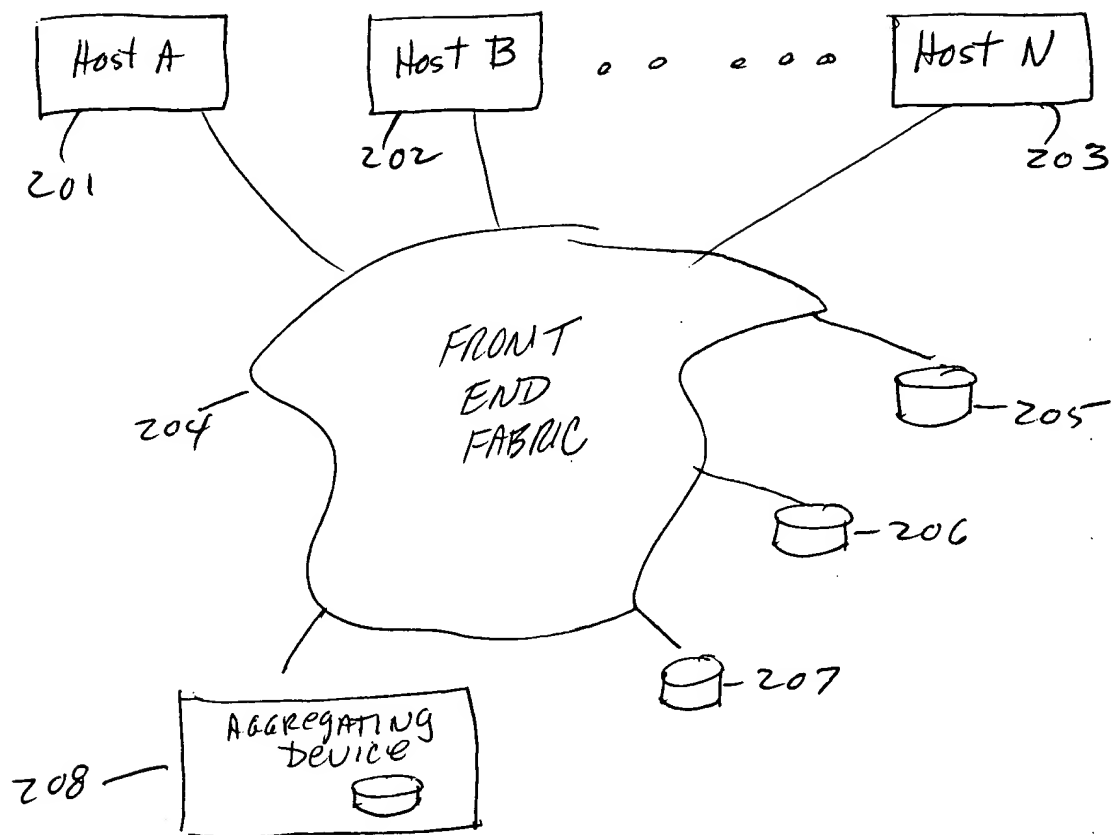 Host A
Host B
Host N
201
202
203
FRONT
END
FABRIC
204
205
206
207
AGGREGATING
DEVICE
208